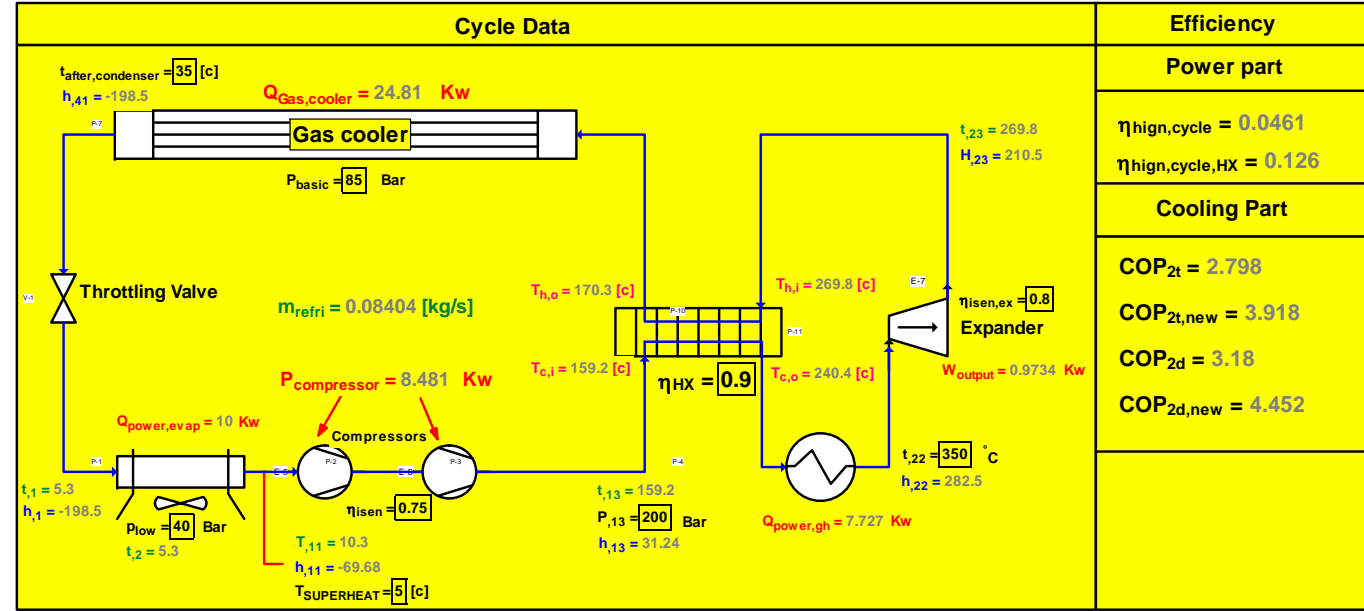 Cycle Data
Efficiency
Power part
ηhign,cycle = 0.0461
ηhign,cycle,HX = 0.126
Cooling Part
COP2t = 2.798
COP2t,new = 3.918
COP2d = 3.18
COP2d,new = 4.452
tafter,condenser = 35 [c]
h,41 = -198.5
QGas,cooler = 24.81 Kw
P-7
Gas cooler
Pbasic = 85 Bar
t,23 = 269.8
H,23 = 210.5
V-1
Throttling Valve
mrefri = 0.08404 [kg/s]
Th,o = 170.3 [c]
Th,i = 269.8 [c]
E-7
ηisen,ex = 0.8
Expander
P-10
P-11
Tc,i = 159.2 [c]
ηHX = 0.9
Tc,o = 240.4 [c]
Woutput = 0.9734 Kw
Pcompressor = 8.481 Kw
Qpower,evap = 10 Kw
Compressors
P-1
E-5
P-2
E-6
P-3
P-4
t,1 = 5.3
h,1 = -198.5
plow = 40 Bar
t,2 = 5.3
ηisen = 0.75
T,11 = 10.3
h,11 = -69.68
TSUPERHEAT = 5 [c]
t,13 = 159.2
P,13 = 200 Bar
h,13 = 31.24
t,22 = 350 °C
h,22 = 282.5
Qpower,gh = 7.727 Kw